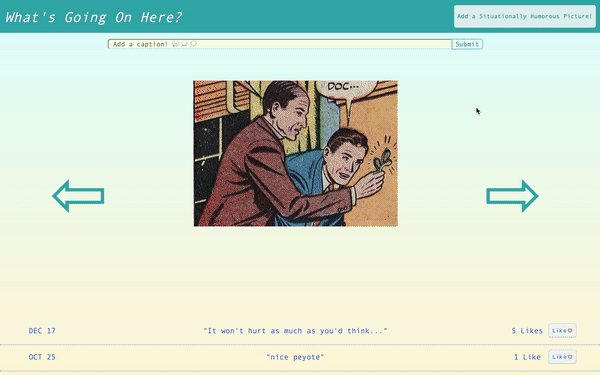 What's Going On Here?
Add a Situationally Humorous Picture!
Add a caption!
Submit
DOC...
DEC 17
"It won't hurt as much as you'd think..."
5 Likes
Like
OCT 25
"nice peyote"
1 Like
Like